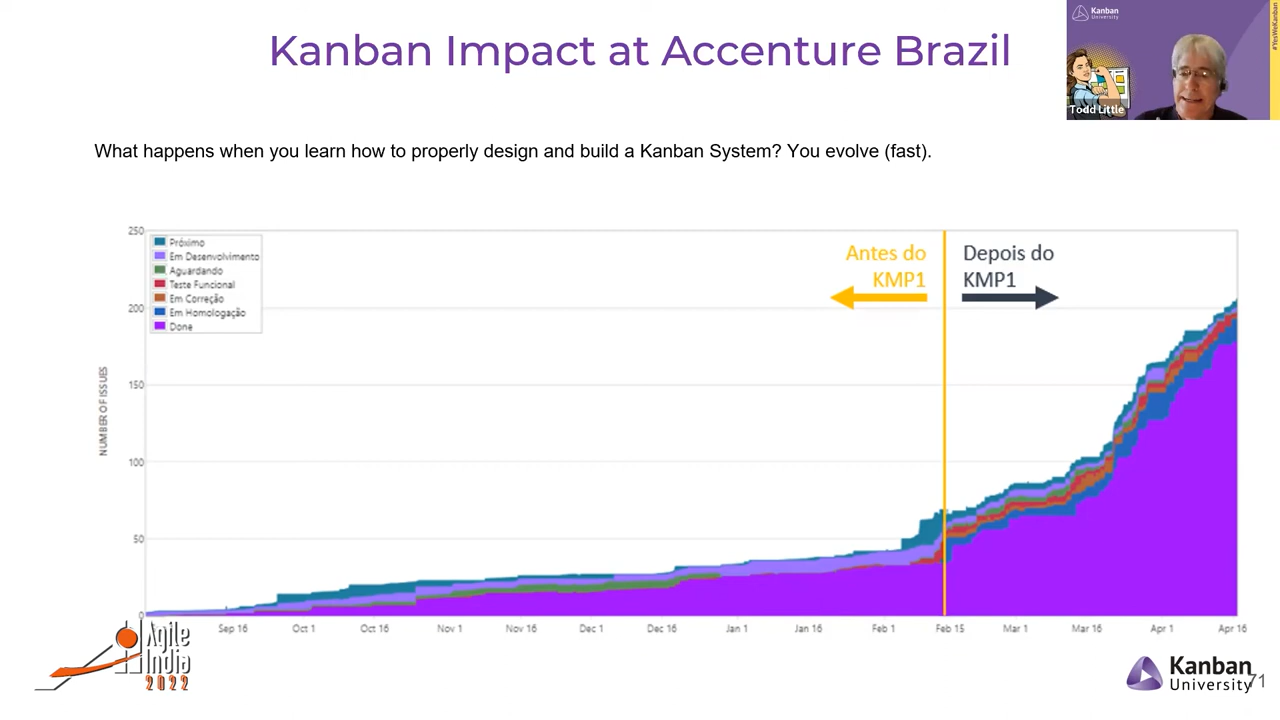 Kanban Impact at Accenture Brazil
Kanban
University
#YesWeKanban
Todd Little
What happens when you learn how to properly design and build a Kanban System? You evolve (fast).
250
200
150
100
50
0
NUMBER OF ISSUES
Próximo
Em Desenvolvimento
Aguardando
Teste Funcional
Em Correção
Em Homologação
Done
Antes do
KMP1
Depois do
KMP1
Sep 16
Oct 1
Oct 16
Nov 1
Nov 16
Dec 1
Dec 16
Jan 1
Jan 16
Feb 1
Feb 15
Mar 1
Mar 16
Apr 1
Apr 16
Agile
India
2022
Kanban
University
71